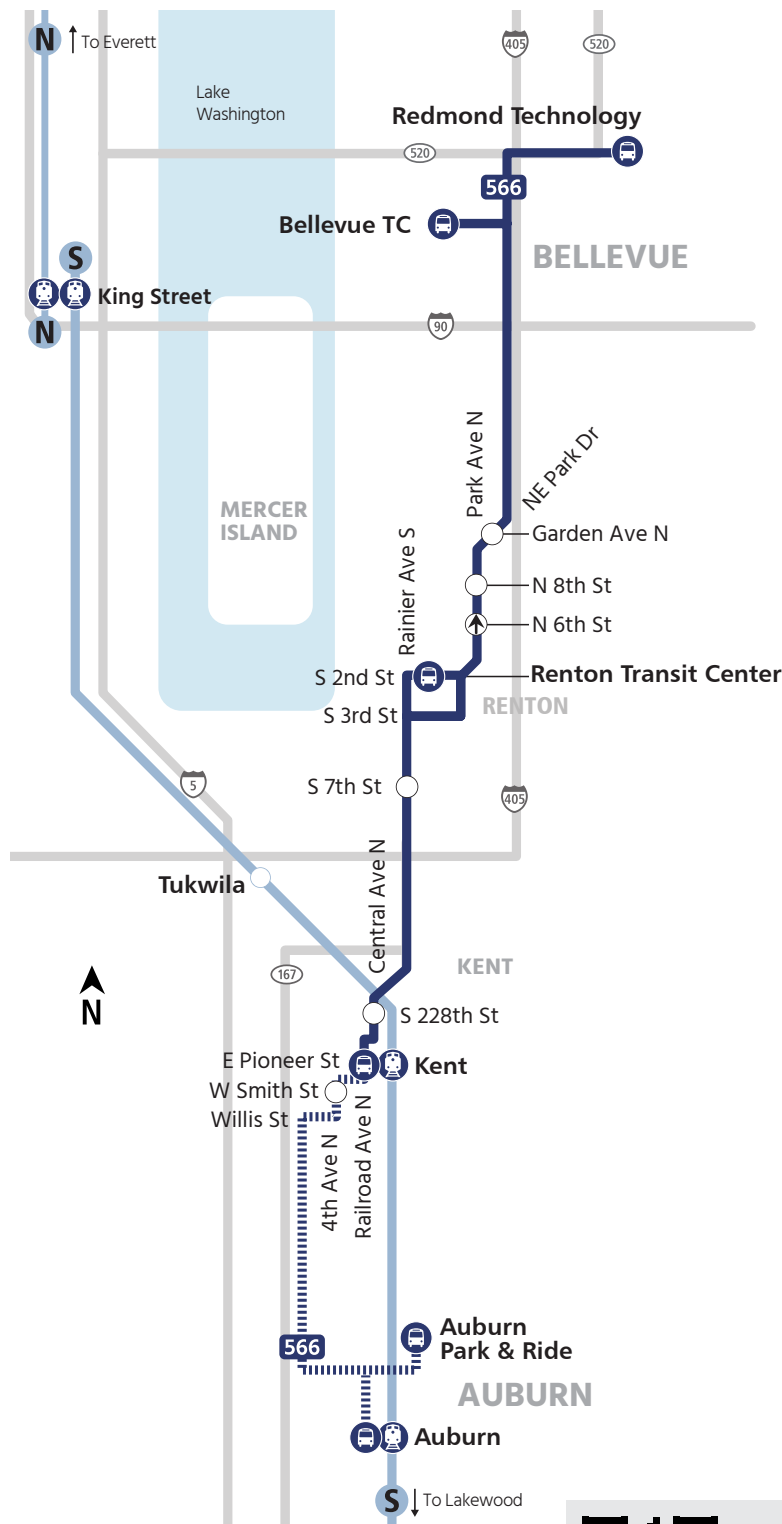 N
To Everett
405
520
Lake
Washington
Redmond Technology
520
566
Bellevue TC
BELLEVUE
S
King Street
N
90
Park Ave N
NE Park Dr
MERCER
ISLAND
Garden Ave N
Rainier Ave S
N 8th St
N 6th St
S 2nd St
Renton Transit Center
RENTON
S 3rd St
5
S 7th St
405
Central Ave N
Tukwila
KENT
167
N
S 228th St
E Pioneer St
Kent
W Smith St
Willis St
4th Ave N
Railroad Ave N
566
Auburn
Park & Ride
AUBURN
Auburn
S
To Lakewood